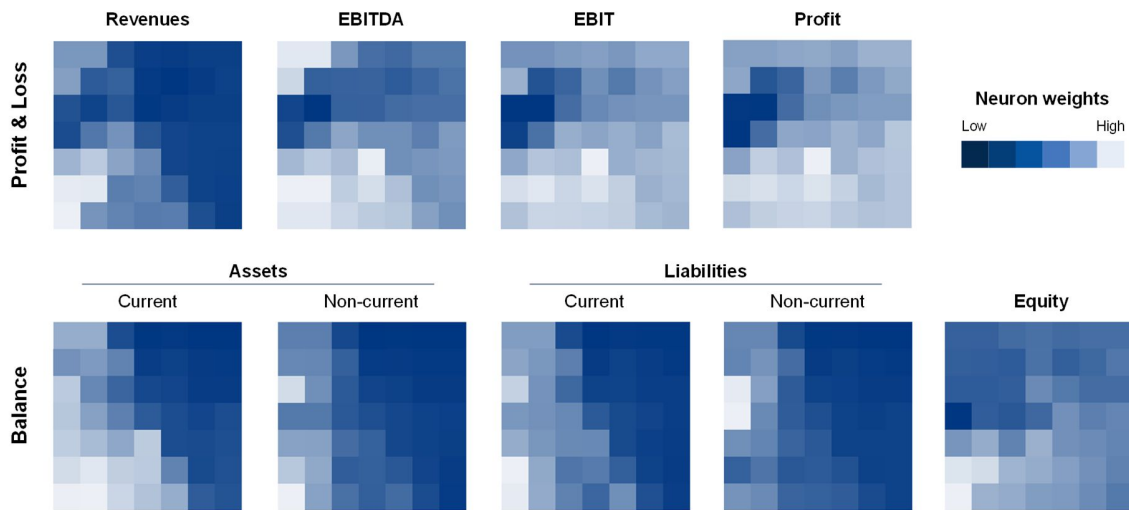 Revenues
EBITDA
EBIT
Profit
Profit & Loss
Neuron weights
Low
High
Assets
Liabilities
Current
Non-current
Current
Non-current
Equity
Balance